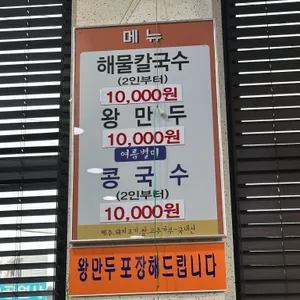 메뉴
해물칼국수
(2인부터)
10,000원
왕만두
10,000원
여름별미
콩국수
(2인부터)
10,000원
왕만두 포장해 드립니다